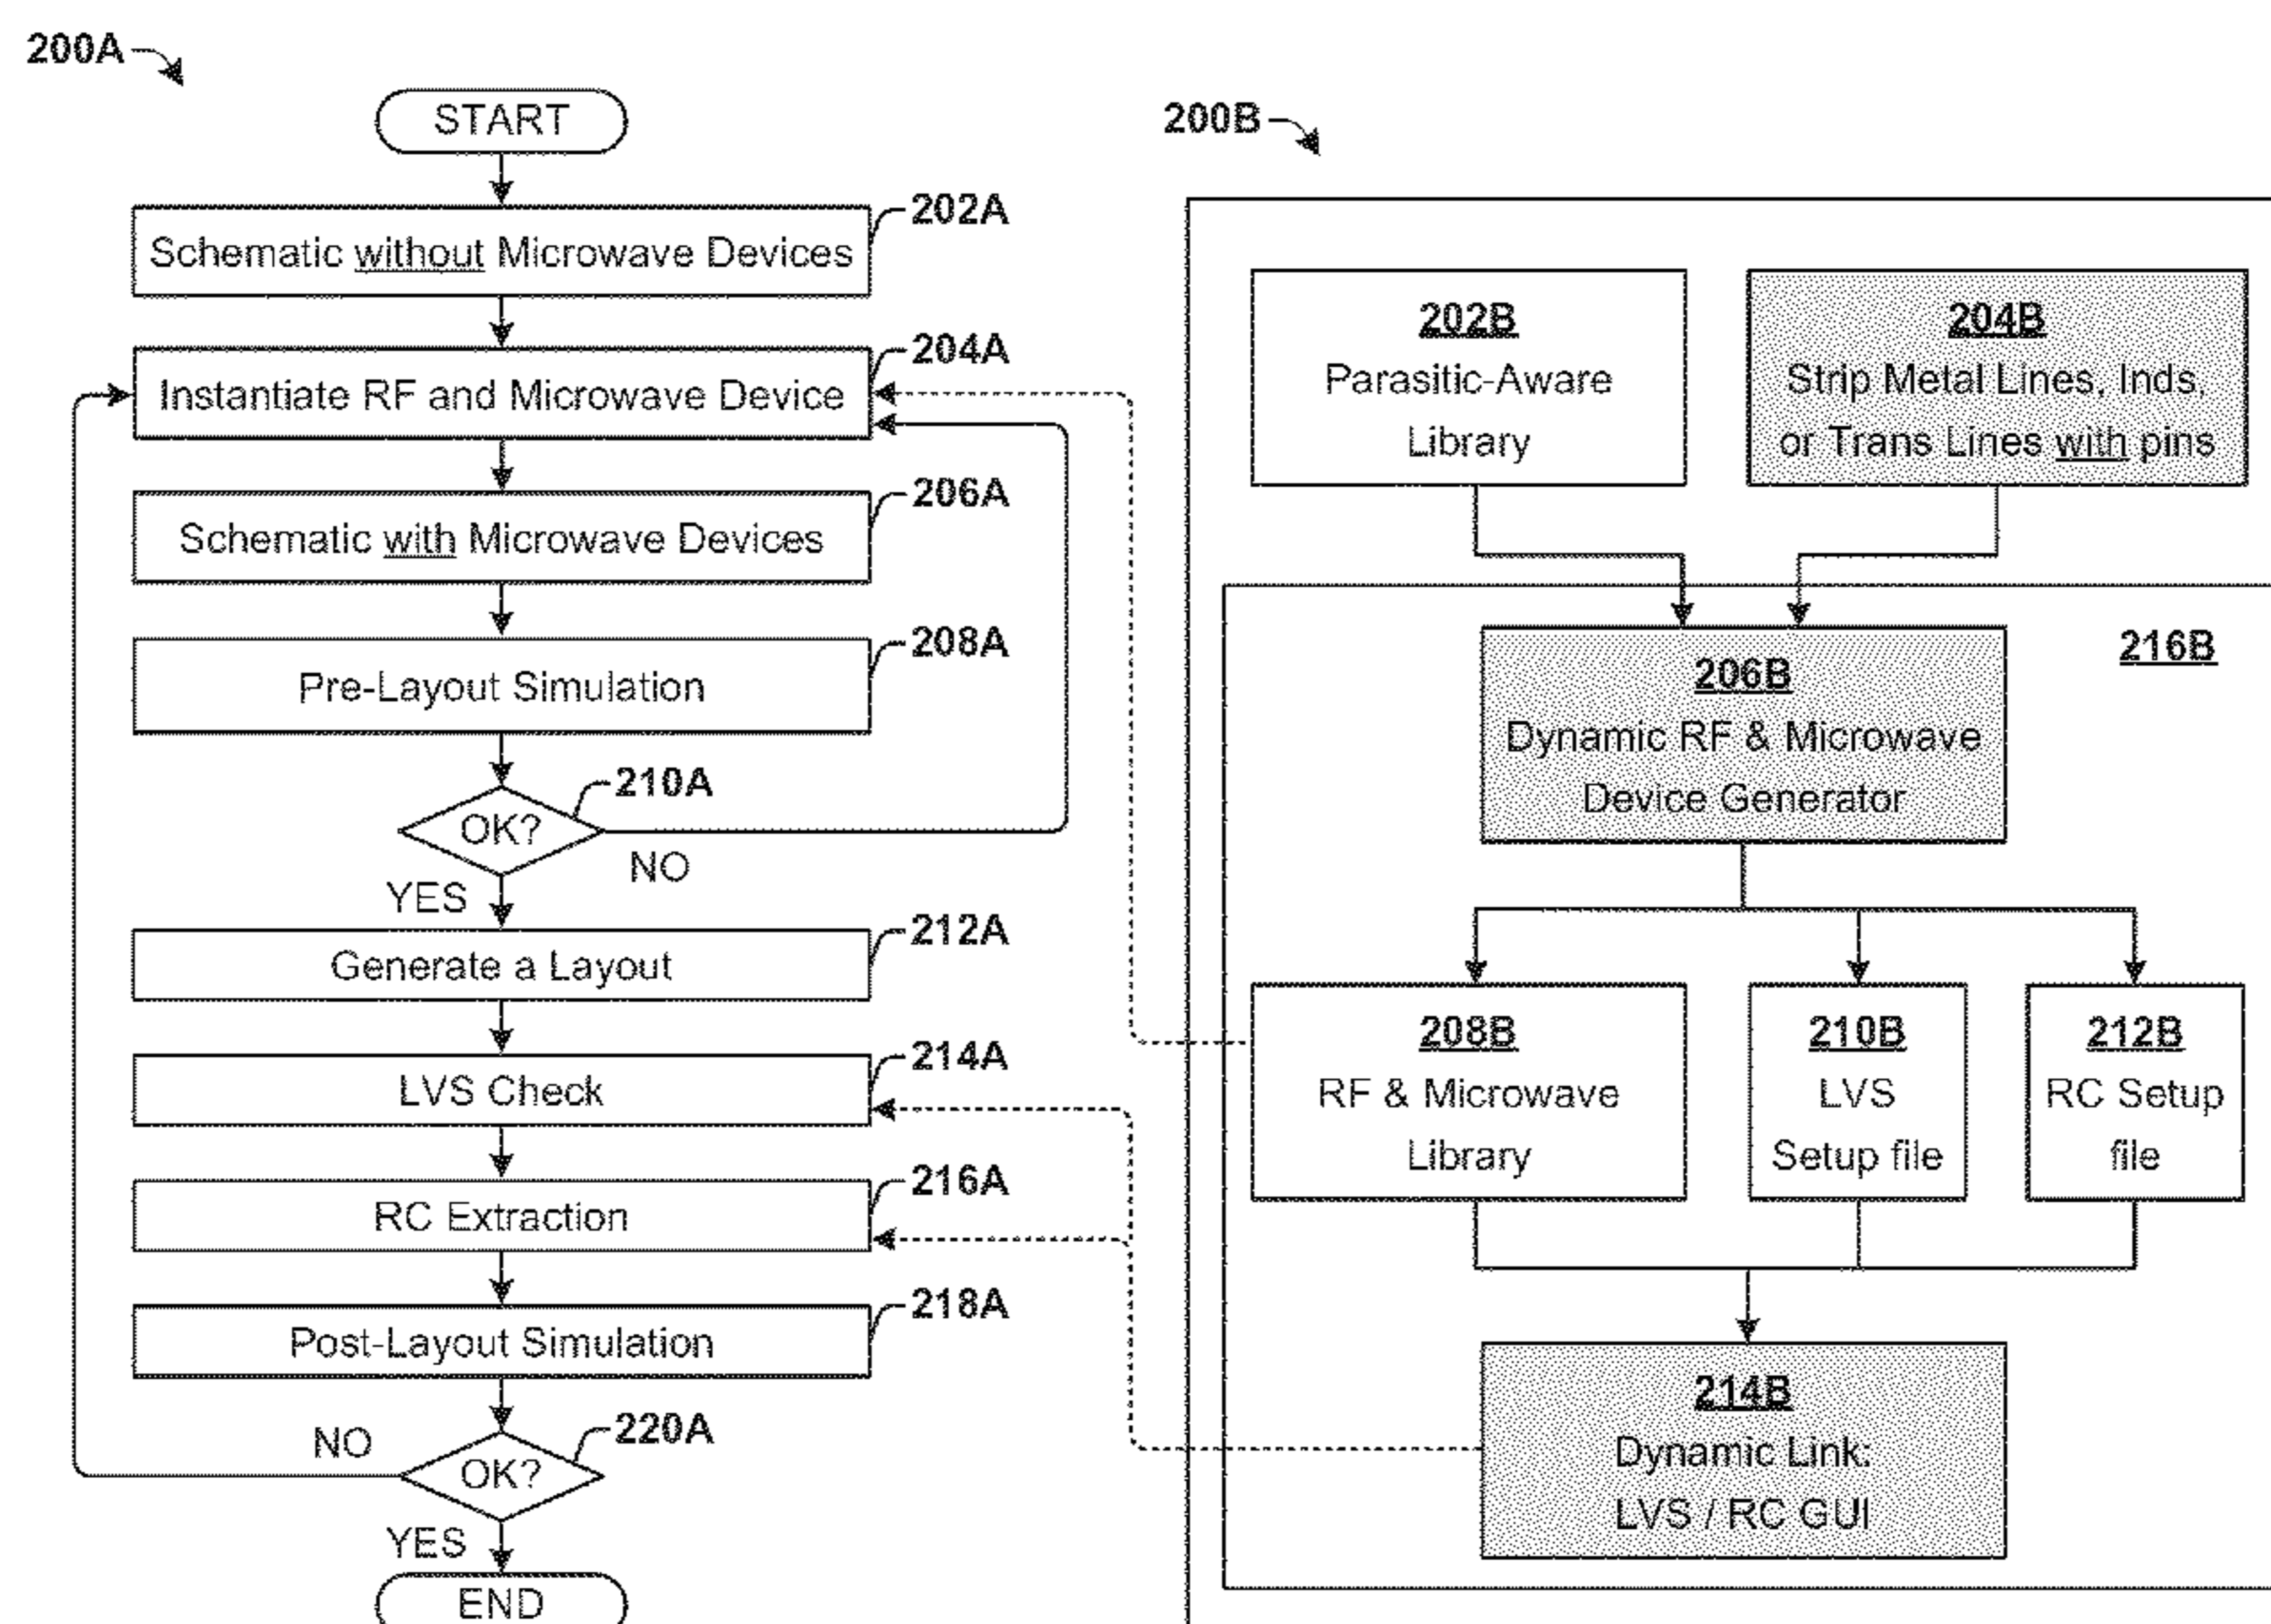 200A
START
202A
Schematic without Microwave Devices
204A
Instantiate RF and Microwave Device
206A
Schematic with Microwave Devices
208A
Pre-Layout Simulation
210A
OK?
NO
YES
212A
Generate a Layout
214A
LVS Check
216A
RC Extraction
218A
Post-Layout Simulation
220A
NO
OK?
YES
END
200B
202B
Parasitic-Aware
Library
204B
Strip Metal Lines, Inds,
or Trans Lines with pins
216B
206B
Dynamic RF & Microwave
Device Generator
208B
RF & Microwave
Library
210B
LVS
Setup file
212B
RC Setup
file
214B
Dynamic Link:
LVS / RC GUI